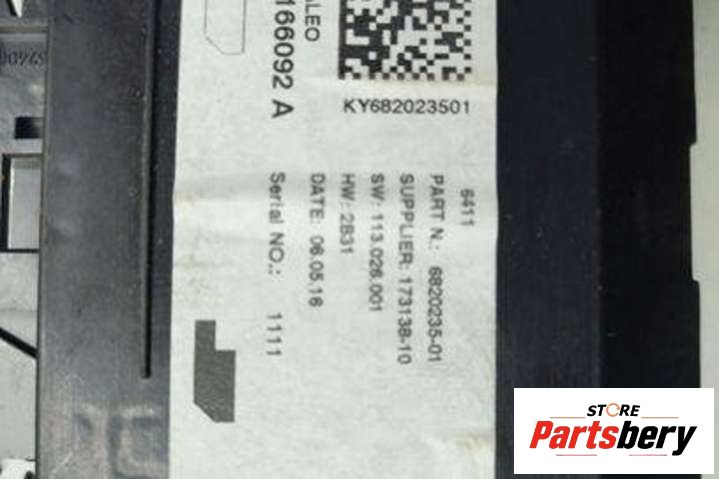 ALEO
166092 A
KY682023501
6411
PART N.: 6820235-01
SUPPLIER: 173138-10
SW: 113.026.001
HW: 2B31
DATE: 06.05.16
Serial NO.: 1111
STORE
Partsbery